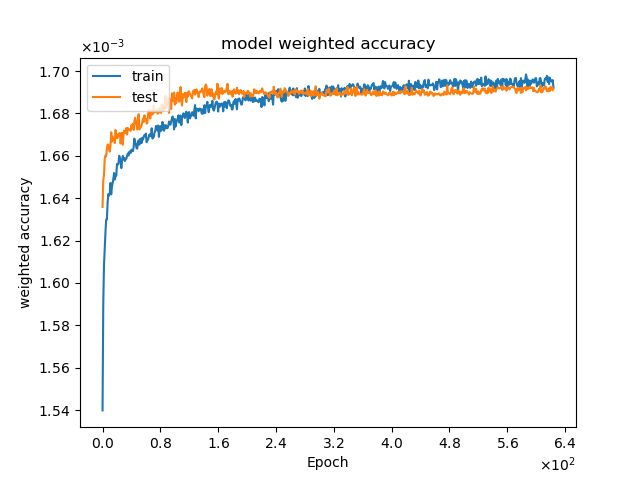 model weighted accuracy
×10⁻³
train
test
1.70
1.68
1.66
1.64
1.62
1.60
1.58
1.56
1.54
weighted accuracy
0.0 0.8 1.6 2.4 3.2 4.0 4.8 5.6 6.4
Epoch
×10²